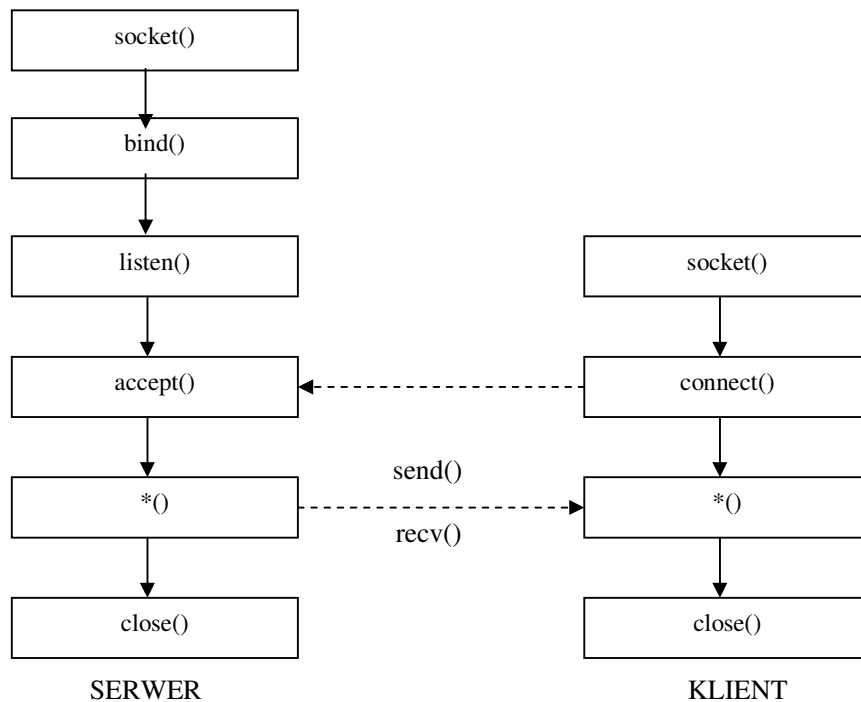 socket()
bind()
listen()
socket()
accept()
connect()
send()
*()
*()
recv()
close()
close()
SERWER
KLIENT